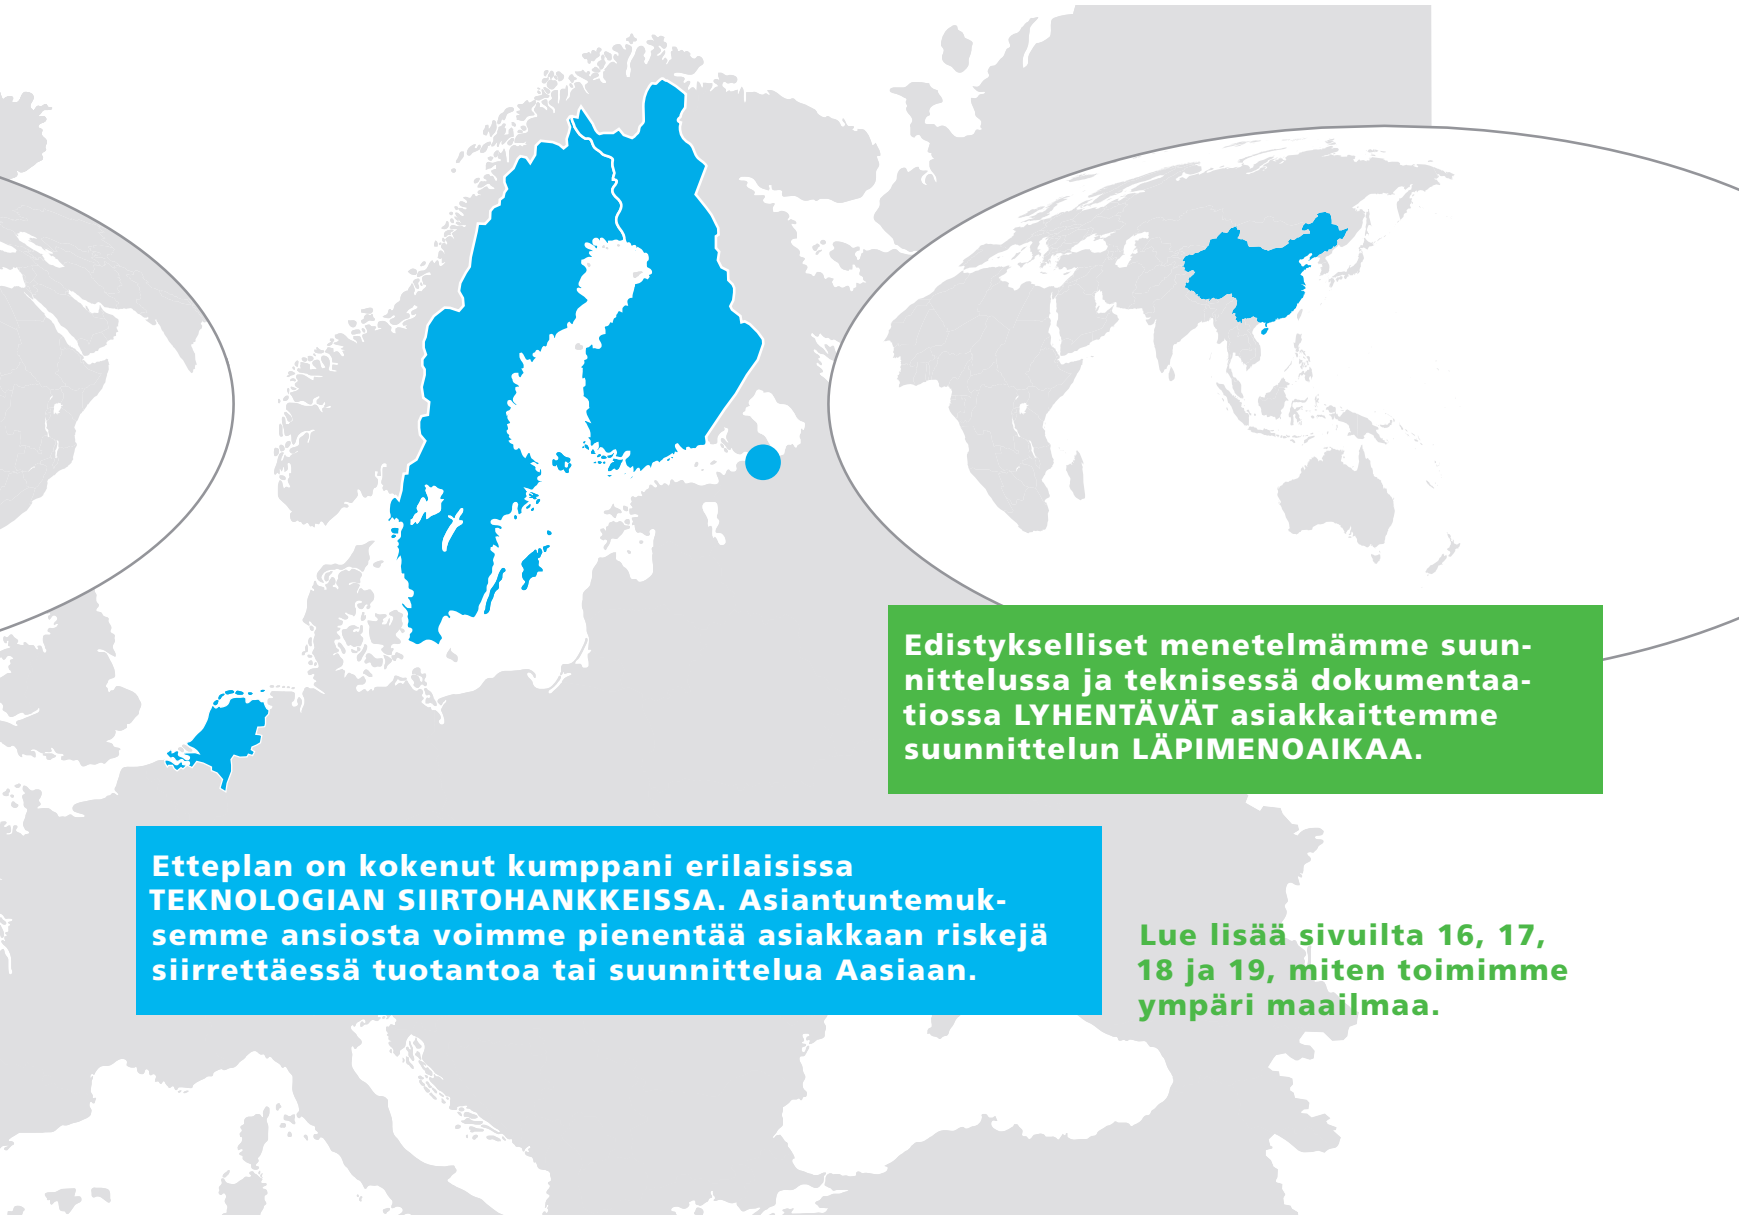 Edistykselliset menetelmämme suun-
nittelussa ja teknisessä dokumentaa-
tiossa LYHENTÄVÄT asiakkaittemme
suunnittelun LÄPIMENOAIKAA.
Etteplan on kokenut kumppani erilaisissa
TEKNOLOGIAN SIIRTOHANKKEISSA. Asiantuntemuk-
semme ansiosta voimme pienentää asiakkaan riskejä
siirrettäessä tuotantoa tai suunnittelua Aasiaan.
Lue lisää sivuilta 16, 17,
18 ja 19, miten toimimme
ympäri maailmaa.